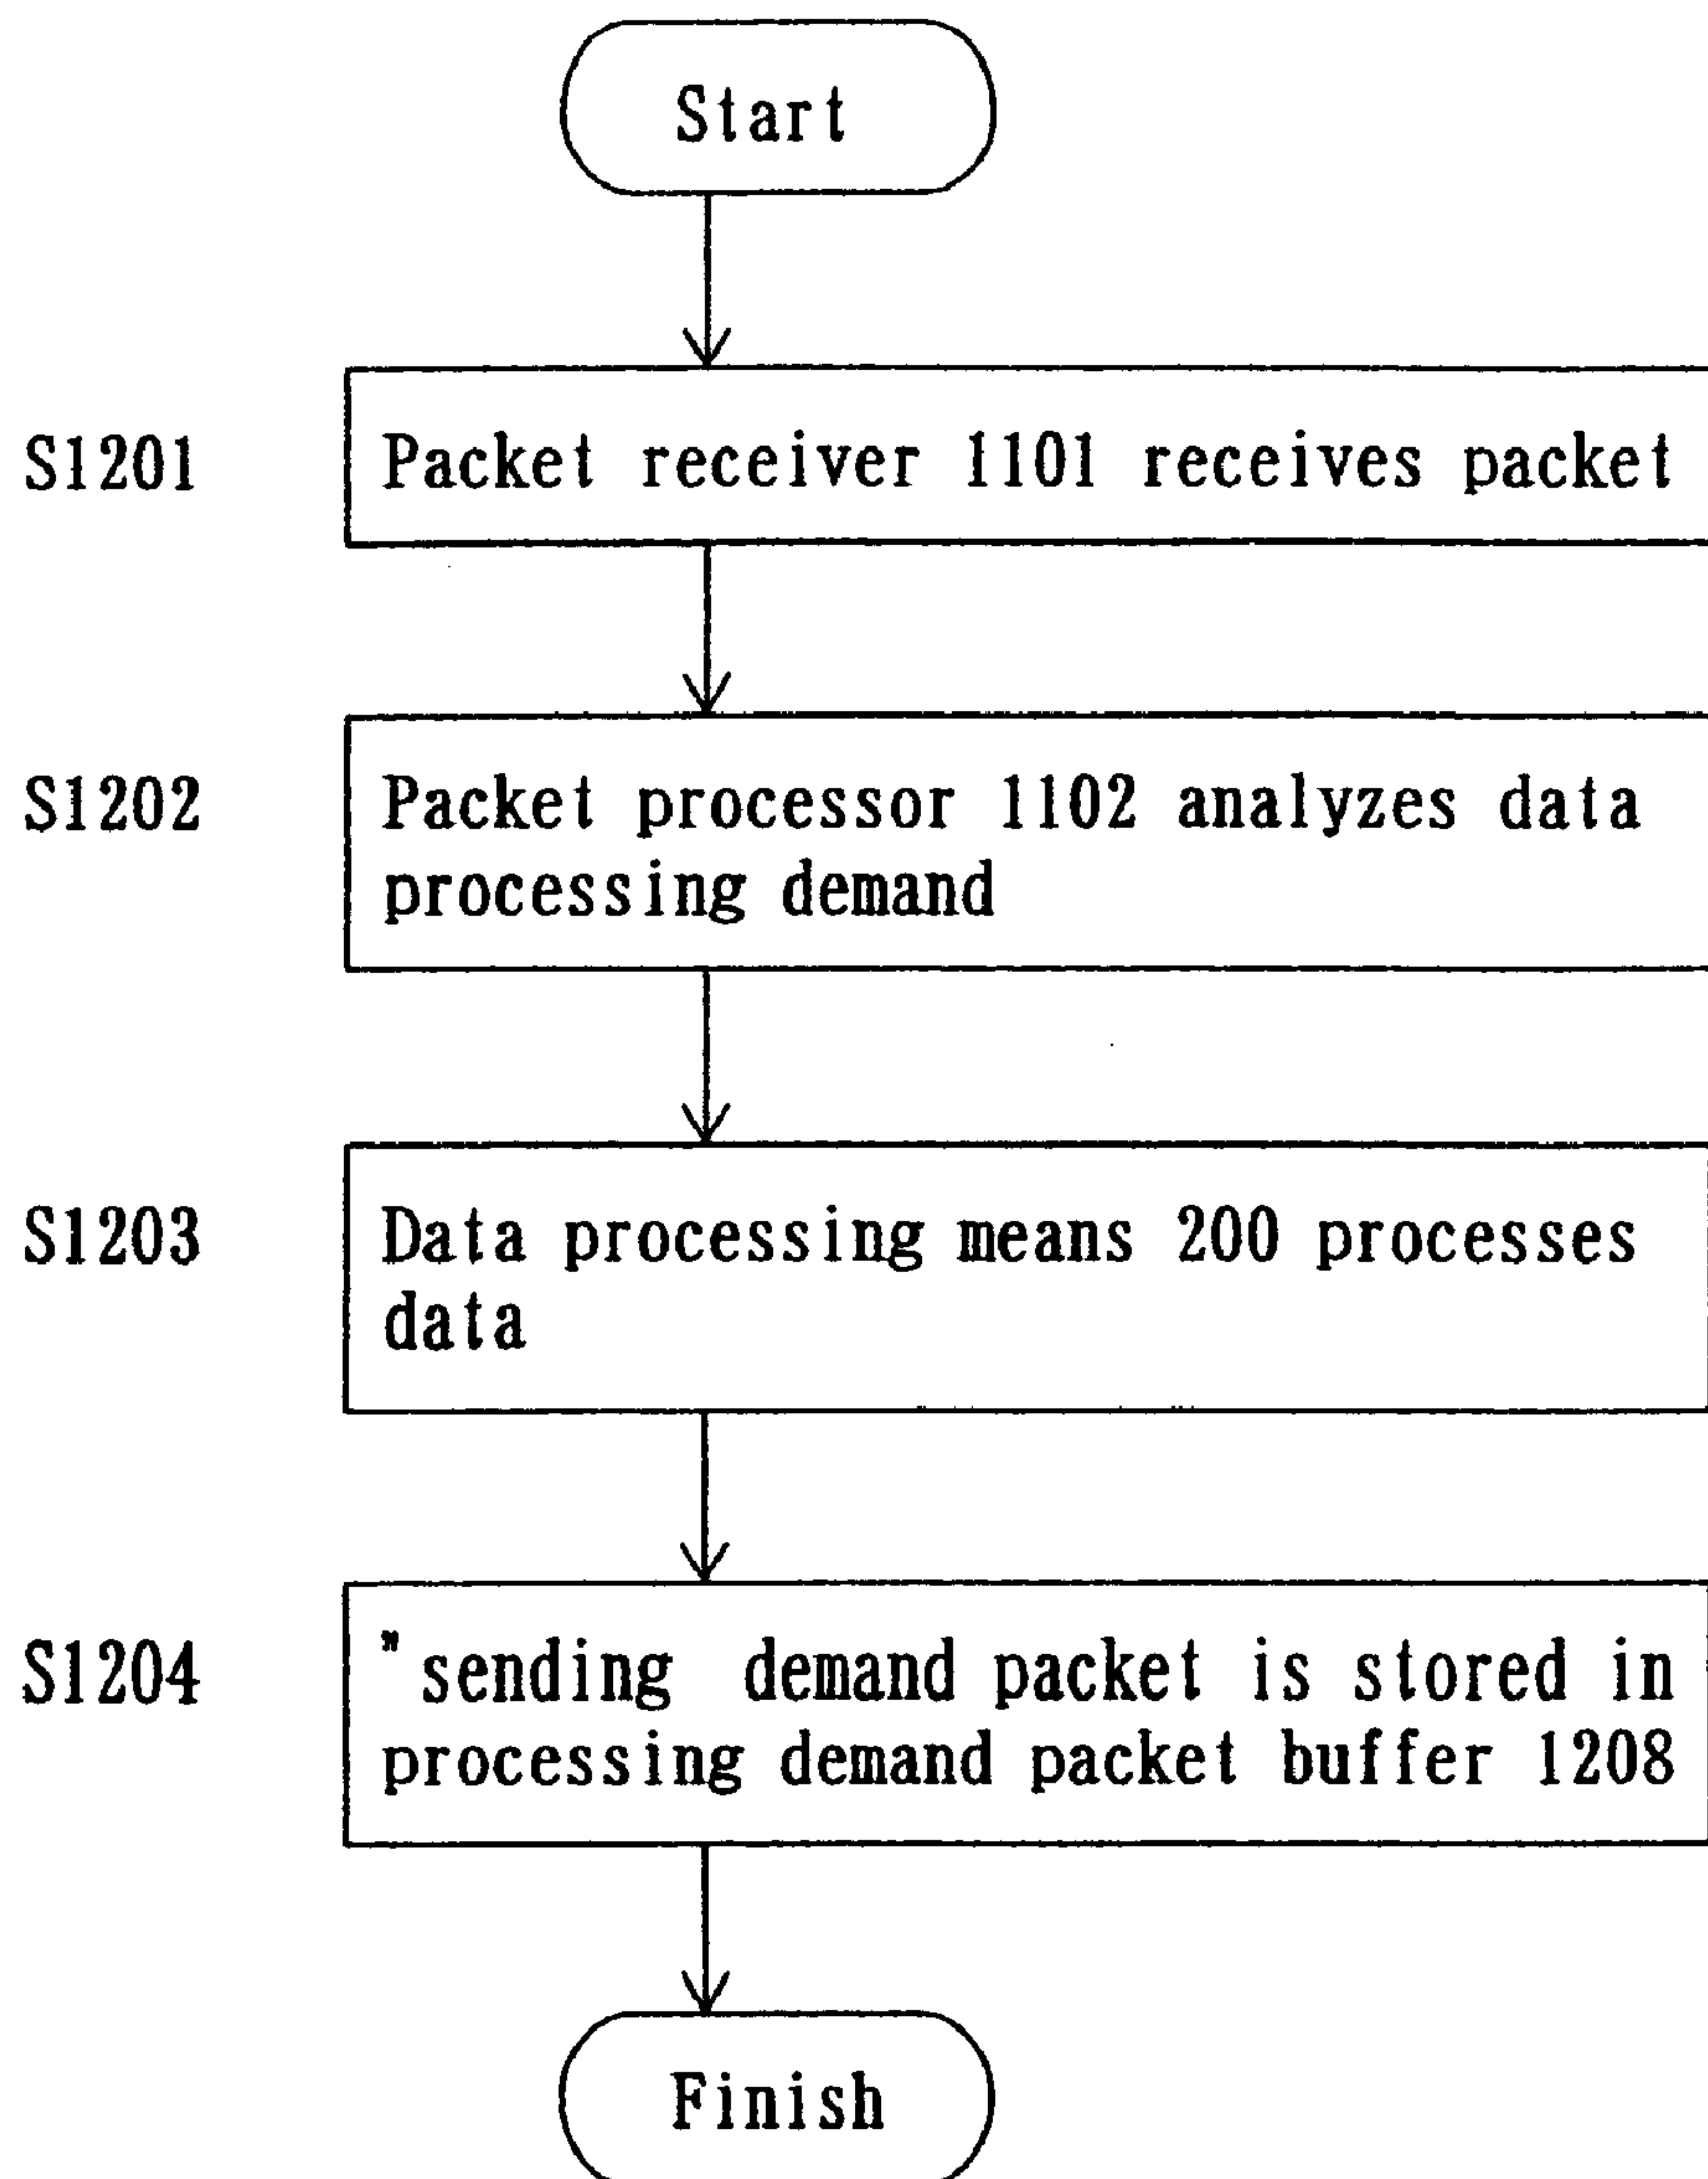 Start
S1201
Packet receiver 1101 receives packet
S1202
Packet processor 1102 analyzes data
processing demand
S1203
Data processing means 200 processes
data
S1204
"sending demand packet is stored in
processing demand packet buffer 1208
Finish